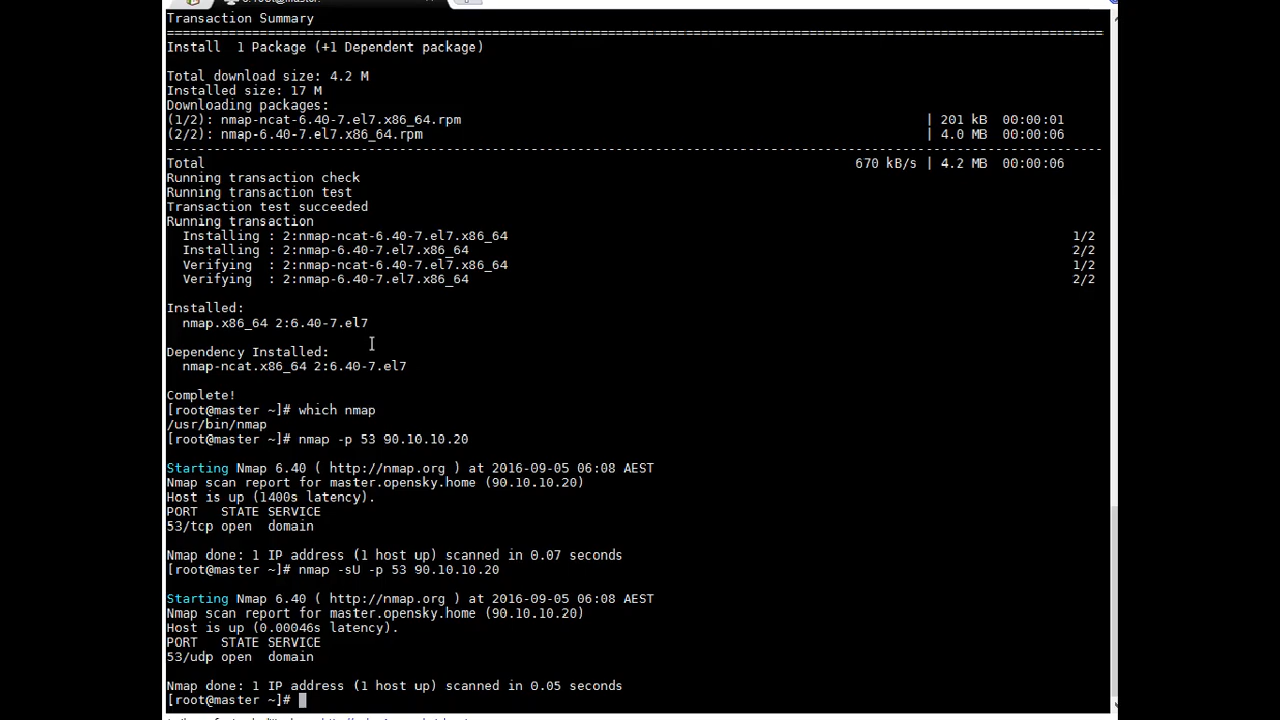 Transaction Summary
================================================================================
Install  1 Package (+1 Dependent package)
Total download size: 4.2 M
Installed size: 17 M
Downloading packages:
(1/2): nmap-ncat-6.40-7.el7.x86_64.rpm | 201 kB  00:00:01
(2/2): nmap-6.40-7.el7.x86_64.rpm | 4.0 MB  00:00:06
--------------------------------------------------------------------------------
Total 670 kB/s | 4.2 MB  00:00:06
Running transaction check
Running transaction test
Transaction test succeeded
Running transaction
Installing : 2:nmap-ncat-6.40-7.el7.x86_64 1/2
Installing : 2:nmap-6.40-7.el7.x86_64 2/2
Verifying  : 2:nmap-ncat-6.40-7.el7.x86_64 1/2
Verifying  : 2:nmap-6.40-7.el7.x86_64 2/2
Installed:
nmap.x86_64 2:6.40-7.el7
Dependency Installed:
nmap-ncat.x86_64 2:6.40-7.el7
Complete!
[root@master ~]# which nmap
/usr/bin/nmap
[root@master ~]# nmap -p 53 90.10.10.20
Starting Nmap 6.40 ( http://nmap.org ) at 2016-09-05 06:08 AEST
Nmap scan report for master.opensky.home (90.10.10.20)
Host is up (1400s latency).
PORT   STATE SERVICE
53/tcp open  domain
Nmap done: 1 IP address (1 host up) scanned in 0.07 seconds
[root@master ~]# nmap -sU -p 53 90.10.10.20
Starting Nmap 6.40 ( http://nmap.org ) at 2016-09-05 06:08 AEST
Nmap scan report for master.opensky.home (90.10.10.20)
Host is up (0.00046s latency).
PORT   STATE SERVICE
53/udp open  domain
Nmap done: 1 IP address (1 host up) scanned in 0.05 seconds
[root@master ~]#